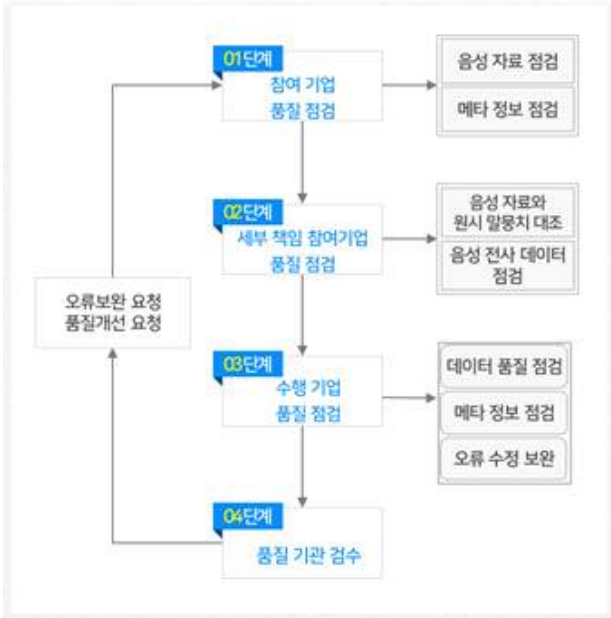 01단계
참여 기업
품질 점검
음성 자료 점검
메타 정보 점검
02단계
세부 책임 참여기업
품질 점검
음성 자료와
원시 말뭉치 대조
음성 전사 데이터
점검
오류보완 요청
품질개선 요청
03단계
수행 기업
품질 점검
데이터 품질 점검
메타 정보 점검
오류 수정 보완
04단계
품질 기관 검수